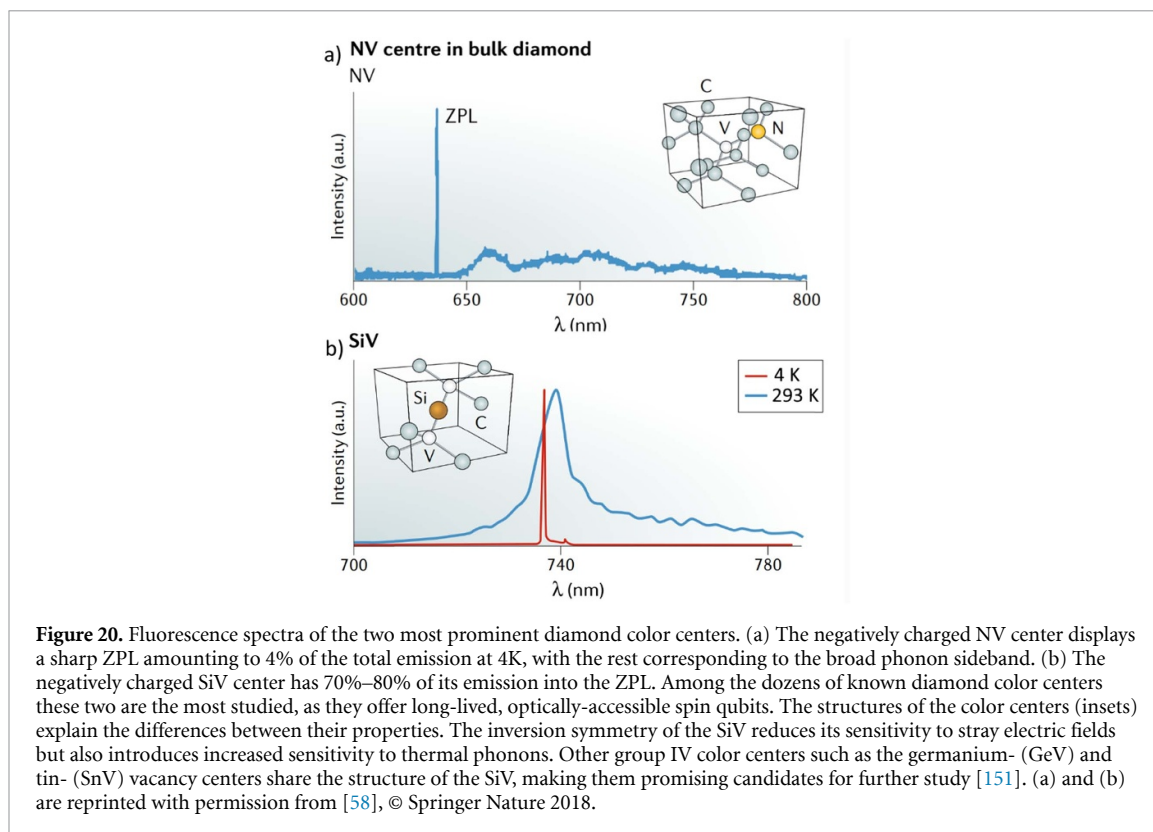 a) NV centre in bulk diamond
NV
ZPL
C
V
N
Intensity (a.u.)
600 650 700 750 800
λ (nm)
b) SiV
4 K
293 K
Si
C
V
Intensity (a.u.)
700 740 780
λ (nm)
Figure 20. Fluorescence spectra of the two most prominent diamond color centers. (a) The negatively charged NV center displays
a sharp ZPL amounting to 4% of the total emission at 4K, with the rest corresponding to the broad phonon sideband. (b) The
negatively charged SiV center has 70%–80% of its emission into the ZPL. Among the dozens of known diamond color centers
these two are the most studied, as they offer long-lived, optically-accessible spin qubits. The structures of the color centers (insets)
explain the differences between their properties. The inversion symmetry of the SiV reduces its sensitivity to stray electric fields
but also introduces increased sensitivity to thermal phonons. Other group IV color centers such as the germanium- (GeV) and
tin- (SnV) vacancy centers share the structure of the SiV, making them promising candidates for further study [151]. (a) and (b)
are reprinted with permission from [58], © Springer Nature 2018.